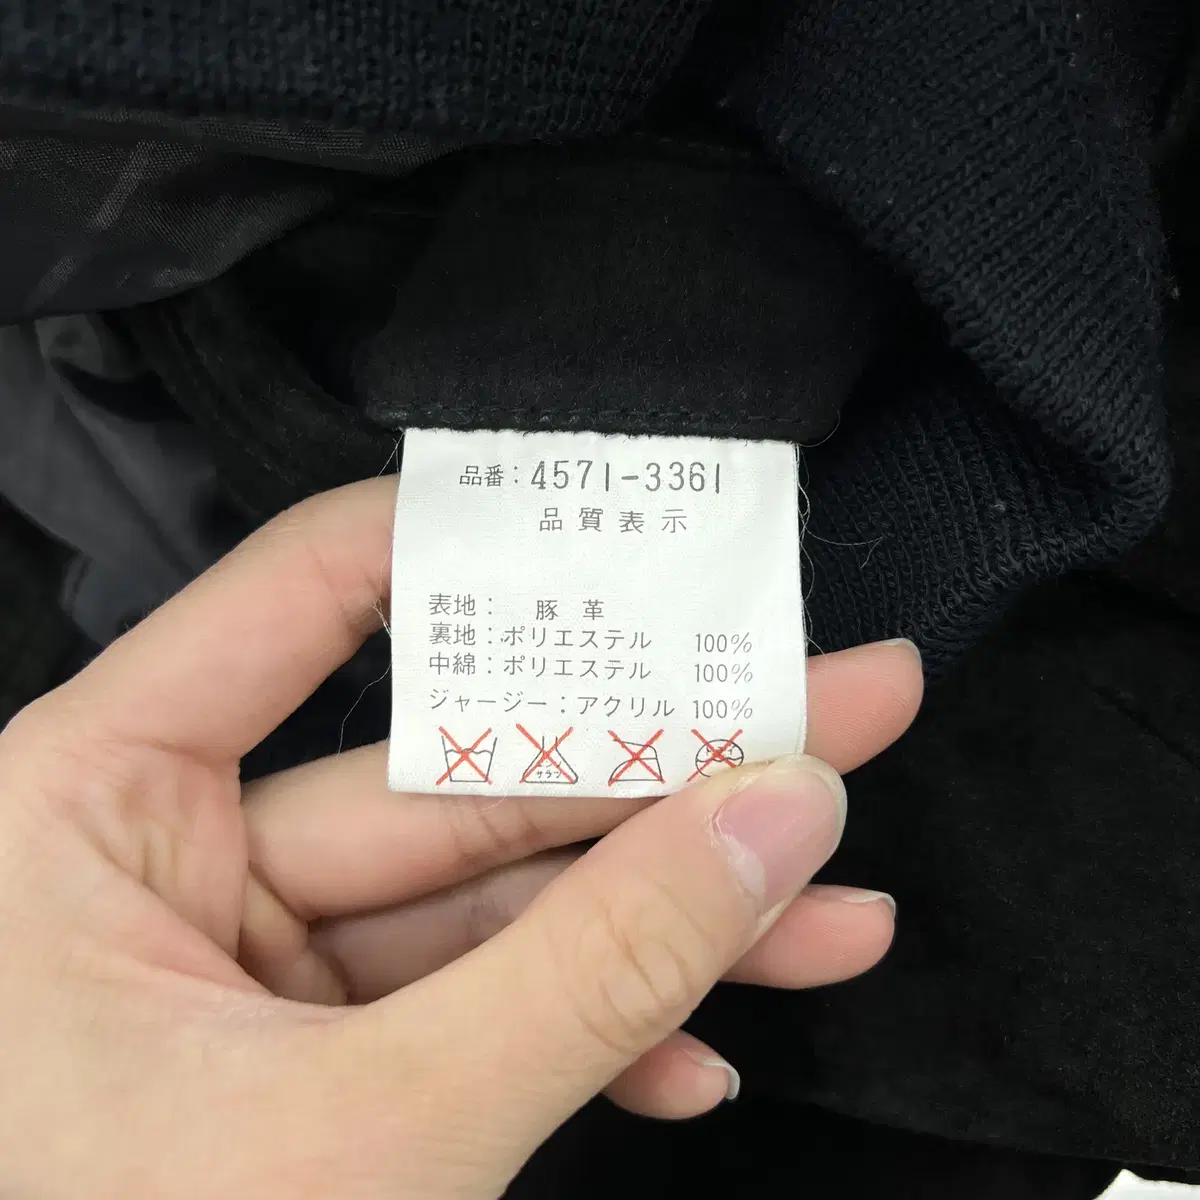 品番：4571-3361
品質表示
表地： 豚革
裏地：ポリエステル 100%
中綿：ポリエステル 100%
ジャージー：アクリル 100%